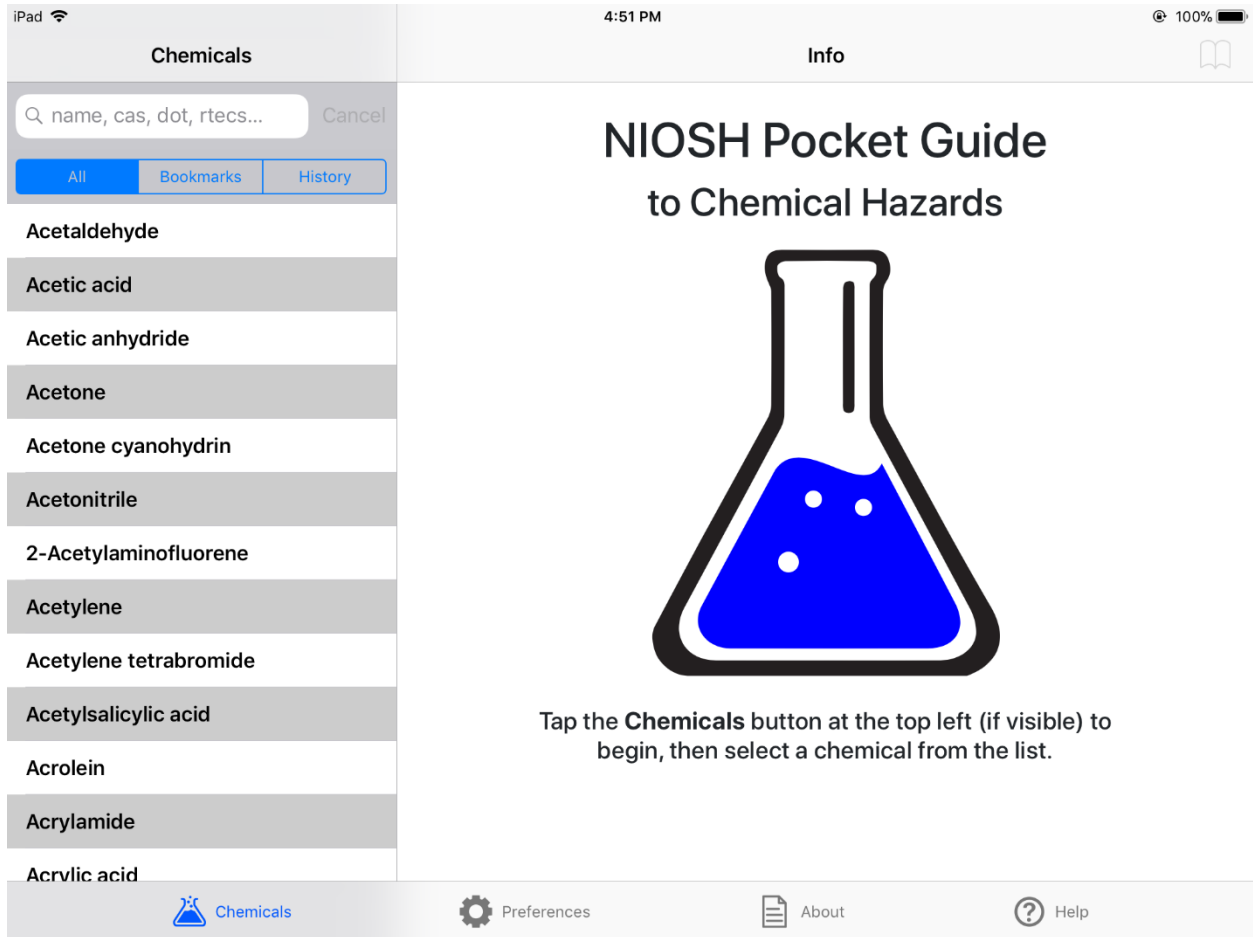 iPad
4:51 PM
100%
Chemicals
Info
name, cas, dot, rtecs...
Cancel
All
Bookmarks
History
Acetaldehyde
Acetic acid
Acetic anhydride
Acetone
Acetone cyanohydrin
Acetonitrile
2-Acetylaminofluorene
Acetylene
Acetylene tetrabromide
Acetylsalicylic acid
Acrolein
Acrylamide
Acrylic acid
NIOSH Pocket Guide
to Chemical Hazards
Tap the Chemicals button at the top left (if visible) to
begin, then select a chemical from the list.
Chemicals
Preferences
About
Help